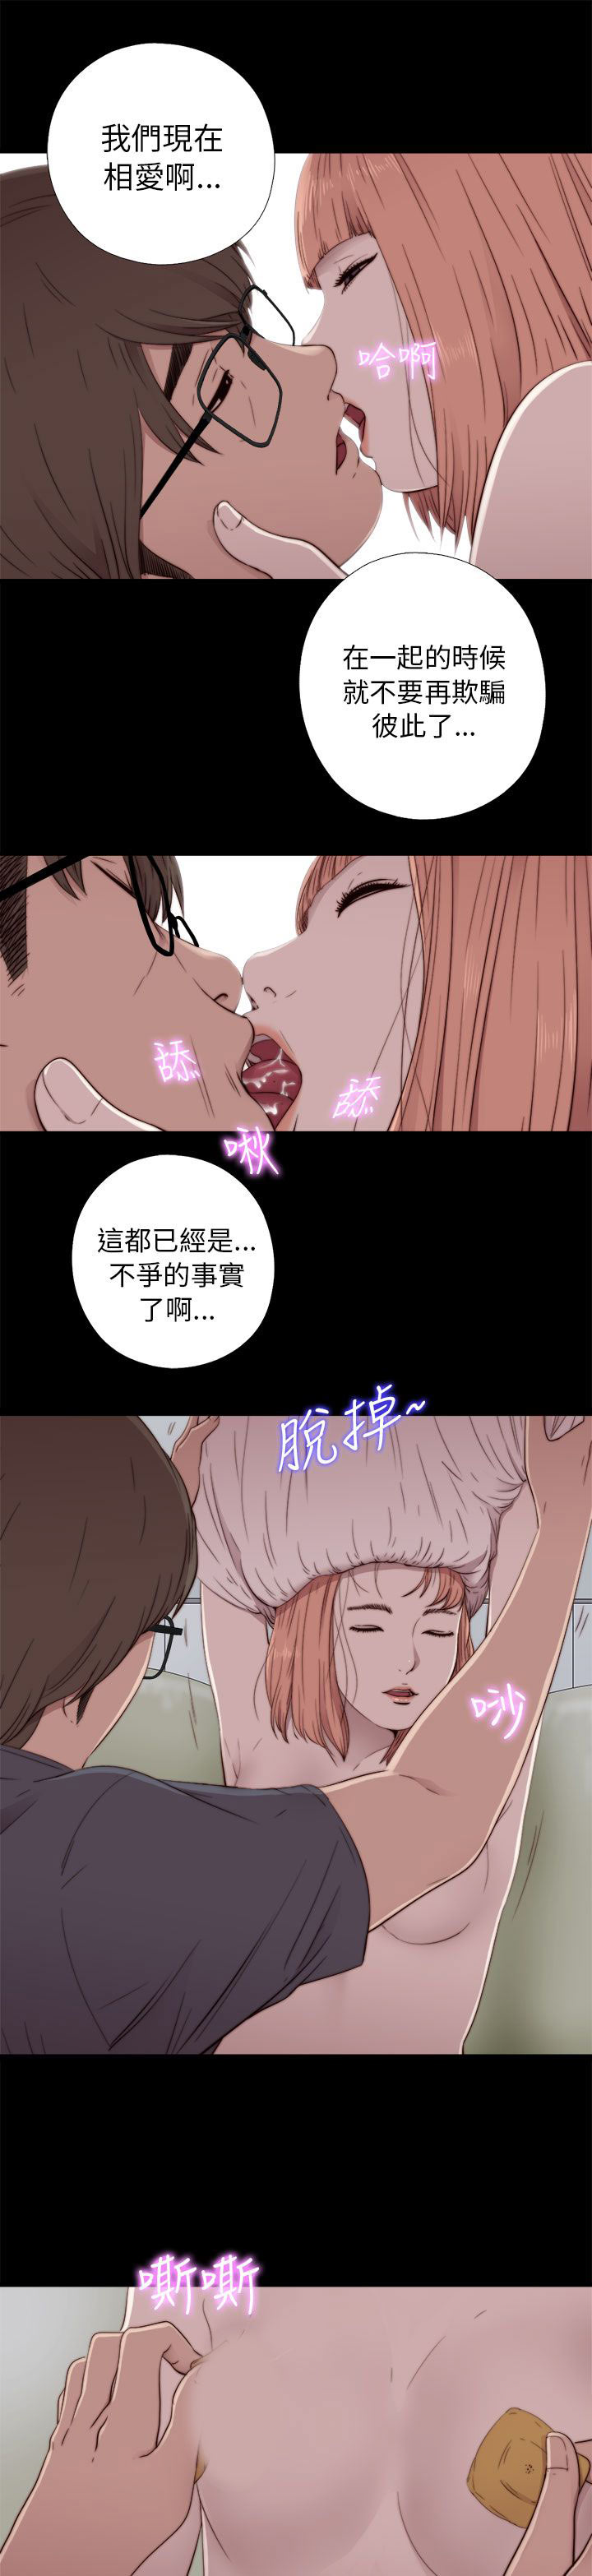 我們現在
相愛啊...
哈啊
在一起的時候
就不要再欺騙
彼此了...
舔
舔
啾
這都已經是...
不爭的事實
了啊...
脫掉~
唦
嘶嘶